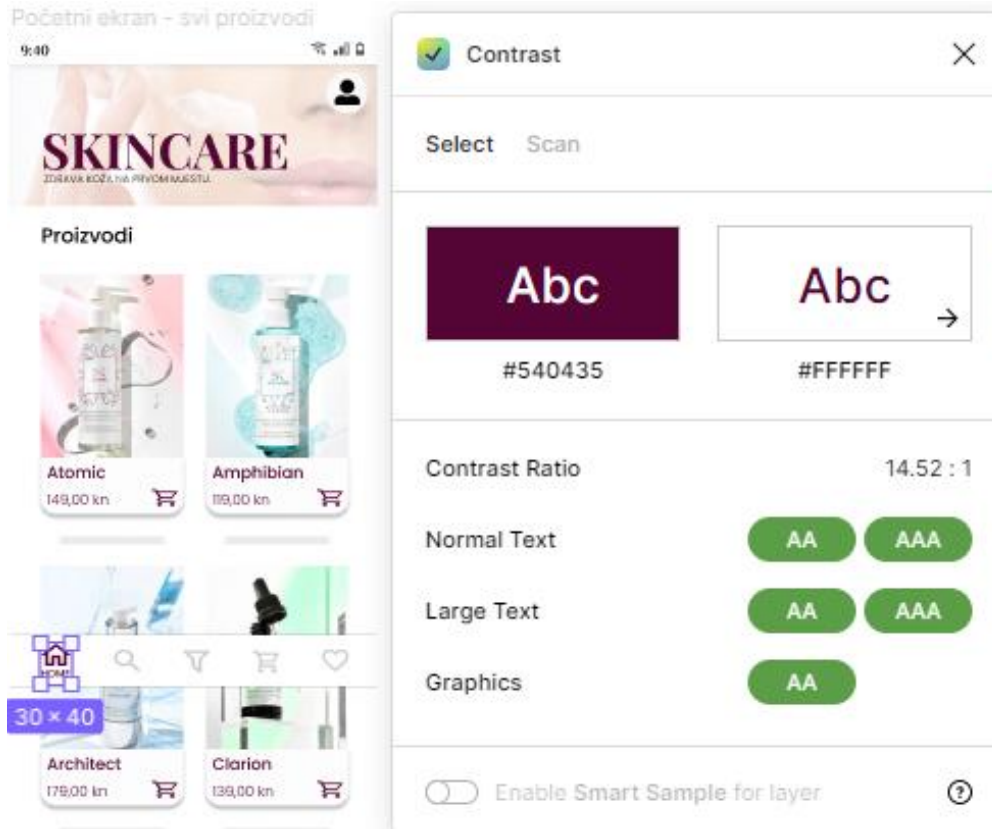 Početni ekran - svi proizvodi
9:40
SKINCARE
ZDRAVA KOŽA NA PRVOM MJESTU.
Proizvodi
Atomic
149,00 kn
Amphibian
119,00 kn
HOME
30 × 40
Architect
179,00 kn
Clarion
139,00 kn
Contrast
Select Scan
Abc
#540435
Abc
#FFFFFF
Contrast Ratio 14.52 : 1
Normal Text AA AAA
Large Text AA AAA
Graphics AA
Enable Smart Sample for layer